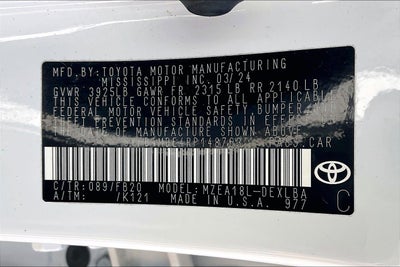 MFD.BY:TOYOTA MOTOR MANUFACTURING
MISSISSIPPI, INC. 03/24
GVWR 3925LB GAWR FR 2315 LB RR 2140 LB
THIS VEHICLE CONFORMS TO ALL APPLICABLE
FEDERAL MOTOR VEHICLE SAFETY, BUMPER, AND
THEFT PREVENTION STANDARDS IN EFFECT
ON THE DATE OF MANUFACTURE SHOWN ABOVE.
CAR
C/TR: 089/FB20 MODEL: MZEA18L-DEXLBA
A/TM: /K121 MADE IN U.S.A. 977
C